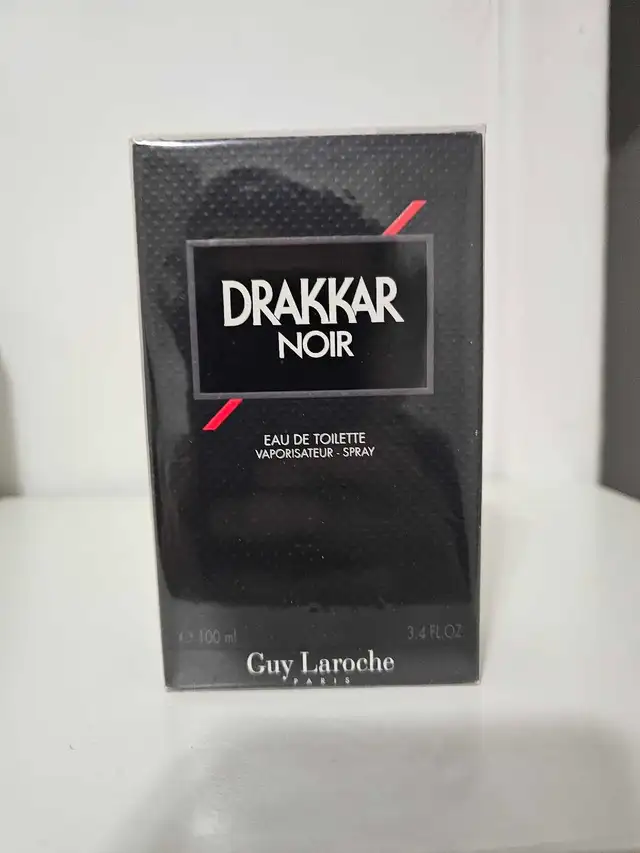 DRAKKAR
NOIR
EAU DE TOILETTE
VAPORISATEUR - SPRAY
100 ml 3.4 FL.OZ
Guy Laroche
PARIS